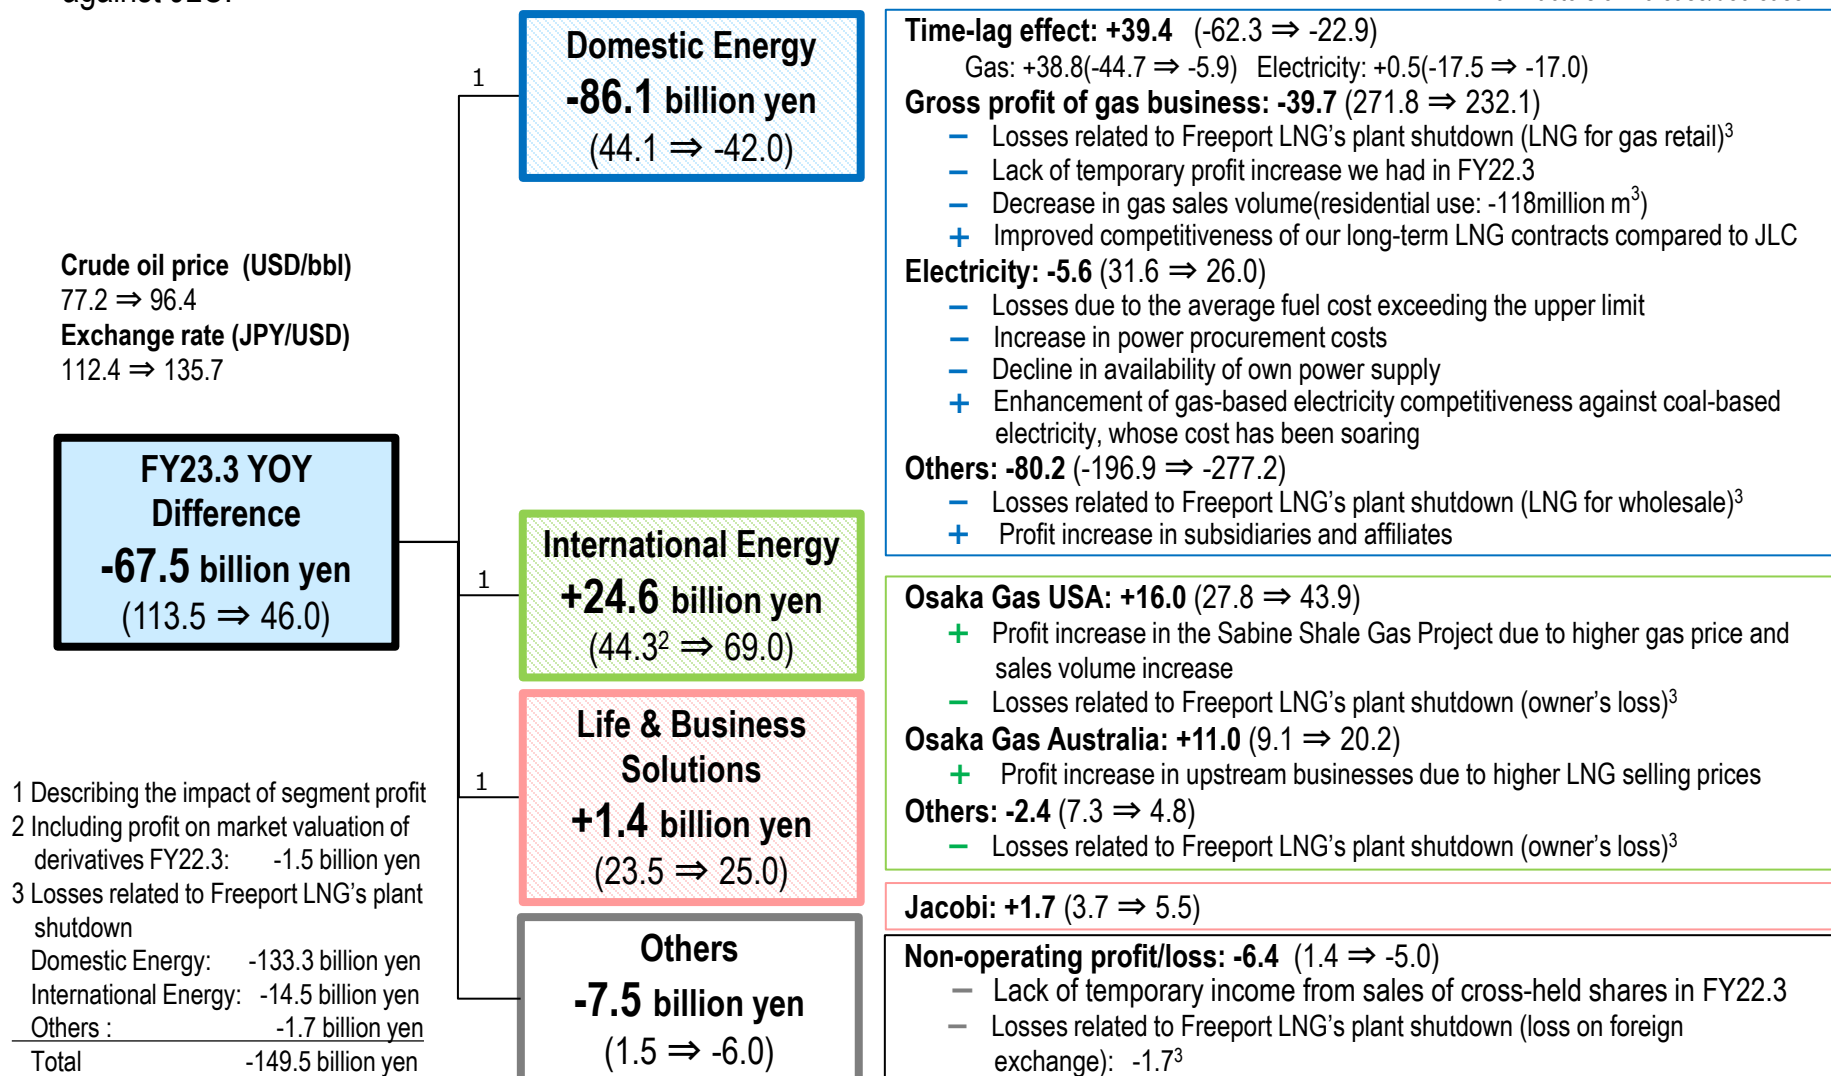 against JLC.
Crude oil price (USD/bbl)
77.2 ⇒ 96.4
Exchange rate (JPY/USD)
112.4 ⇒ 135.7
FY23.3 YOY
Difference
-67.5 billion yen
(113.5 ⇒ 46.0)
1 Describing the impact of segment profit
2 Including profit on market valuation of
derivatives FY22.3: -1.5 billion yen
3 Losses related to Freeport LNG's plant
shutdown
Domestic Energy: -133.3 billion yen
International Energy: -14.5 billion yen
Others : -1.7 billion yen
Total -149.5 billion yen
1
Domestic Energy
-86.1 billion yen
(44.1 ⇒ -42.0)
1
International Energy
+24.6 billion yen
(44.3² ⇒ 69.0)
1
Life & Business
Solutions
+1.4 billion yen
(23.5 ⇒ 25.0)
Others
-7.5 billion yen
(1.5 ⇒ -6.0)
Time-lag effect: +39.4 (-62.3 ⇒ -22.9)
Gas: +38.8(-44.7 ⇒ -5.9) Electricity: +0.5(-17.5 ⇒ -17.0)
Gross profit of gas business: -39.7 (271.8 ⇒ 232.1)
− Losses related to Freeport LNG's plant shutdown (LNG for gas retail)³
− Lack of temporary profit increase we had in FY22.3
− Decrease in gas sales volume(residential use: -118million m³)
+ Improved competitiveness of our long-term LNG contracts compared to JLC
Electricity: -5.6 (31.6 ⇒ 26.0)
− Losses due to the average fuel cost exceeding the upper limit
− Increase in power procurement costs
− Decline in availability of own power supply
+ Enhancement of gas-based electricity competitiveness against coal-based
electricity, whose cost has been soaring
Others: -80.2 (-196.9 ⇒ -277.2)
− Losses related to Freeport LNG's plant shutdown (LNG for wholesale)³
+ Profit increase in subsidiaries and affiliates
Osaka Gas USA: +16.0 (27.8 ⇒ 43.9)
+ Profit increase in the Sabine Shale Gas Project due to higher gas price and
sales volume increase
− Losses related to Freeport LNG's plant shutdown (owner's loss)³
Osaka Gas Australia: +11.0 (9.1 ⇒ 20.2)
+ Profit increase in upstream businesses due to higher LNG selling prices
Others: -2.4 (7.3 ⇒ 4.8)
− Losses related to Freeport LNG's plant shutdown (owner's loss)³
Jacobi: +1.7 (3.7 ⇒ 5.5)
Non-operating profit/loss: -6.4 (1.4 ⇒ -5.0)
− Lack of temporary income from sales of cross-held shares in FY22.3
− Losses related to Freeport LNG's plant shutdown (loss on foreign
exchange): -1.7³